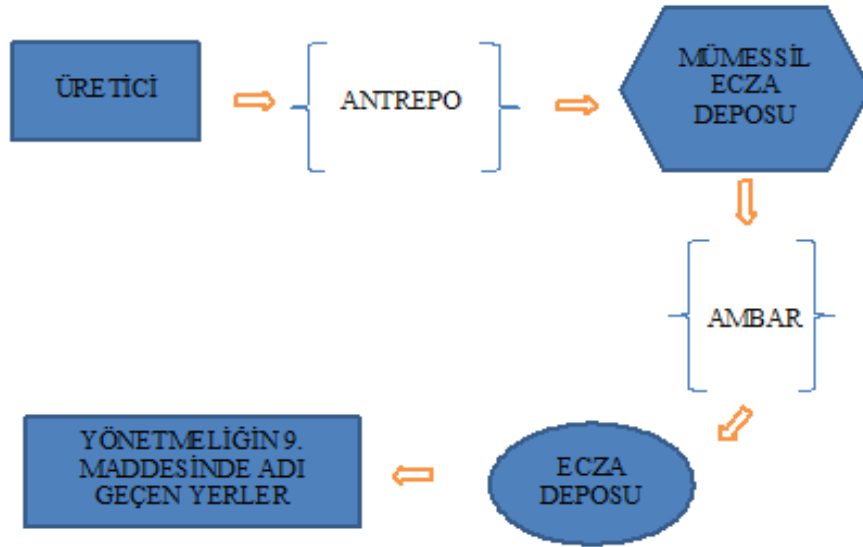 ÜRETİCİ
ANTREPO
MÜMESSİL
ECZA
DEPOSU
AMBAR
ECZA
DEPOSU
YÖNETMELİĞİN 9.
MADDESİNDE ADI
GEÇEN YERLER